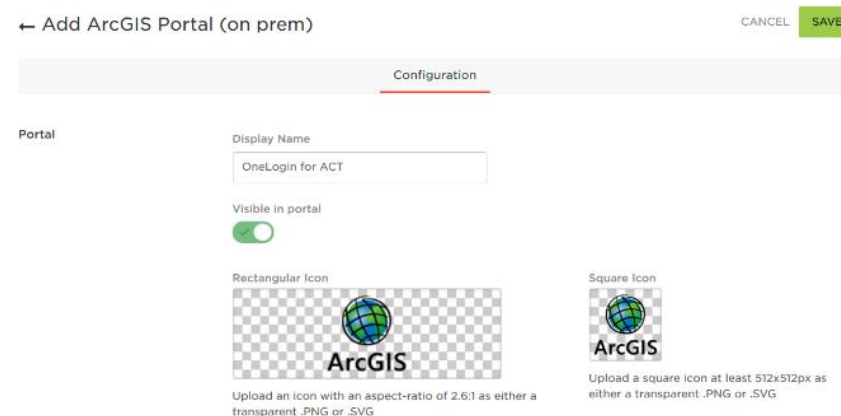 ← Add ArcGIS Portal (on prem)
CANCEL
SAVE
Configuration
Portal
Display Name
OneLogin for ACT
Visible in portal
Rectangular Icon
Square Icon
ArcGIS
ArcGIS
Upload an icon with an aspect-ratio of 2.6:1 as either a
transparent .PNG or .SVG
Upload a square icon at least 512x512px as
either a transparent .PNG or .SVG